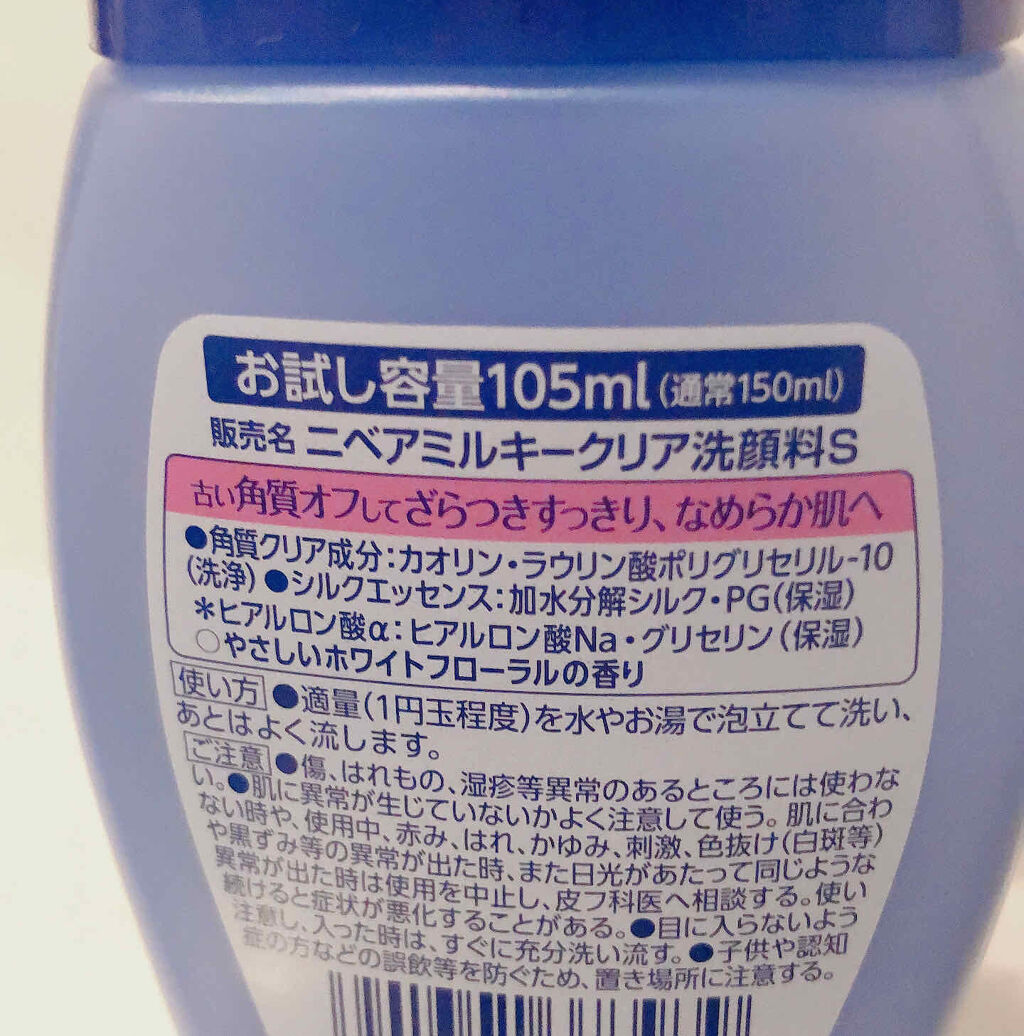 お試し容量105ml(通常150ml)
販売名 ニベアミルキークリア洗顔料S
古い角質オフしてざらつきすっきり、なめらか肌へ
●角質クリア成分:カオリン・ラウリン酸ポリグリセリル-10
(洗浄) ●シルクエッセンス:加水分解シルク・PG(保湿)
＊ヒアルロン酸α:ヒアルロン酸Na・グリセリン(保湿)
○やさしいホワイトフローラルの香り
使い方 ●適量(1円玉程度)を水やお湯で泡立てて洗い、
あとはよく流します。
ご注意 ●傷、はれもの、湿疹等異常のあるところには使わな
い。●肌に異常が生じていないかよく注意して使う。肌に合わ
ない時や、使用中、赤み、はれ、かゆみ、刺激、色抜け(白斑等)
や黒ずみ等の異常が出た時、また日光があたって同じような
異常が出た時は使用を中止し、皮フ科医へ相談する。使い
続けると症状が悪化することがある。●目に入らないよう
注意し、入った時は、すぐに充分洗い流す。●子供や認知
症の方などの誤飲等を防ぐため、置き場所に注意する。